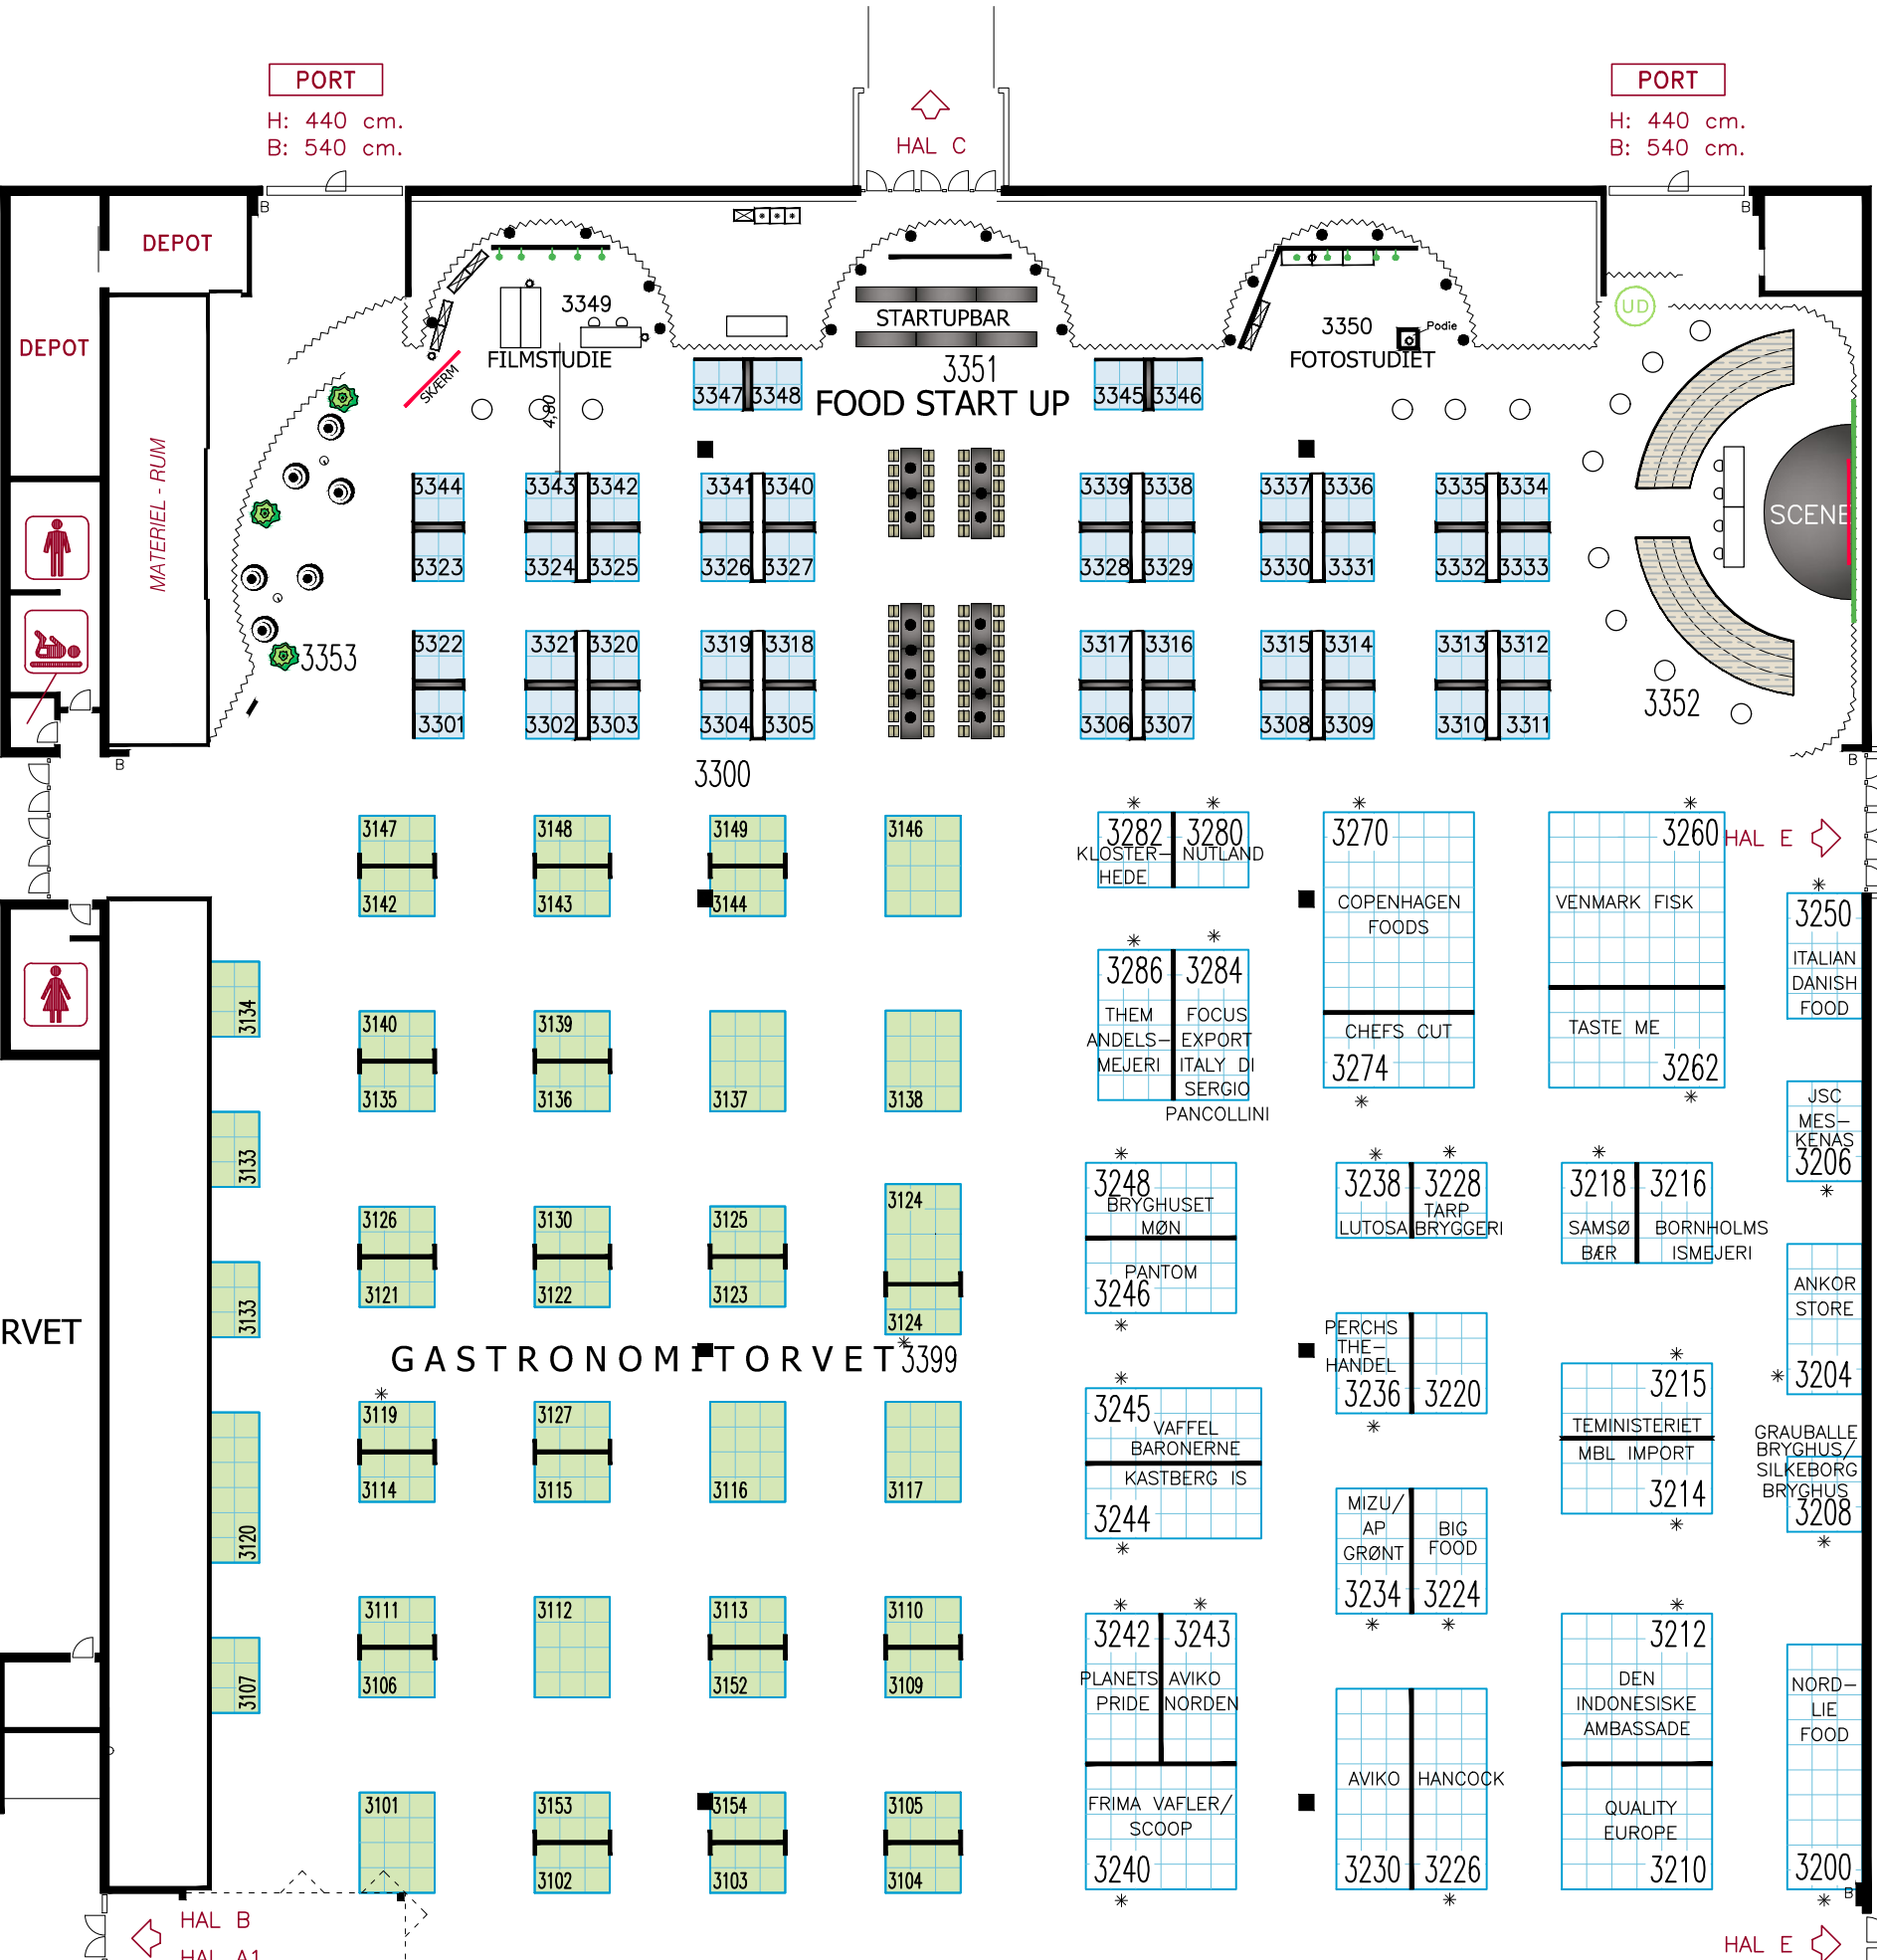 PORT
H: 440 cm.
B: 540 cm.
HAL C
PORT
H: 440 cm.
B: 540 cm.
B
B
DEPOT
DEPOT
MATERIEL - RUM
SKÆRM
3349
FILMSTUDIE
4,80
STARTUPBAR
3351
FOOD START UP
3350
Podie
FOTOSTUDIET
UD
SCENE
3347 3348
3345 3346
3344
3343 3342
3341 3340
3339 3338
3337 3336
3335 3334
3323
3324 3325
3326 3327
3328 3329
3330 3331
3332 3333
3353
3322
3321 3320
3319 3318
3317 3316
3315 3314
3313 3312
3352
3301
3302 3303
3304 3305
3306 3307
3308 3309
3310 3311
B
B
3300
3147
3148
3149
3146
3142
3143
3144
3282
KLOSTER-
HEDE
3280
NUTLAND
3270
COPENHAGEN
FOODS
CHEFS CUT
3274
3260
VENMARK FISK
TASTE ME
3262
HAL E
3250
ITALIAN
DANISH
FOOD
3134
3140
3139
3135
3136
3137
3138
3286
THEM
ANDELS-
MEJERI
3284
FOCUS
EXPORT
ITALY DI
SERGIO
PANCOLLINI
JSC
MES-
KENAS
3206
3133
3126
3130
3125
3124
3121
3122
3123
3124
3133
3248
BRYGHUSET
MØN
PANTOM
3246
3238
LUTOSA
3228
TARP
BRYGGERI
3218
SAMSØ
BÆR
3216
BORNHOLMS
ISMEJERI
ANKOR
STORE
3204
RVET
GASTRONOMITORVET
3399
PERCHS
THE-
HANDEL
3236
3220
3215
TEMINISTERIET
MBL IMPORT
3214
3119
3127
3114
3115
3116
3117
3120
3245
VAFFEL
BARONERNE
KASTBERG IS
3244
GRAUBALLE
BRYGHUS/
SILKEBORG
BRYGHUS
3208
MIZU/
AP
GRØNT
3234
BIG
FOOD
3224
3111
3112
3113
3110
3106
3152
3109
3107
3242
PLANETS
PRIDE
3243
AVIKO
NORDEN
FRIMA VAFLER/
SCOOP
3240
AVIKO
3230
HANCOCK
3226
3212
DEN
INDONESISKE
AMBASSADE
QUALITY
EUROPE
3210
NORD-
LIE
FOOD
3200
B
3101
3153
3154
3105
3102
3103
3104
HAL B
HAL A1
HAL E